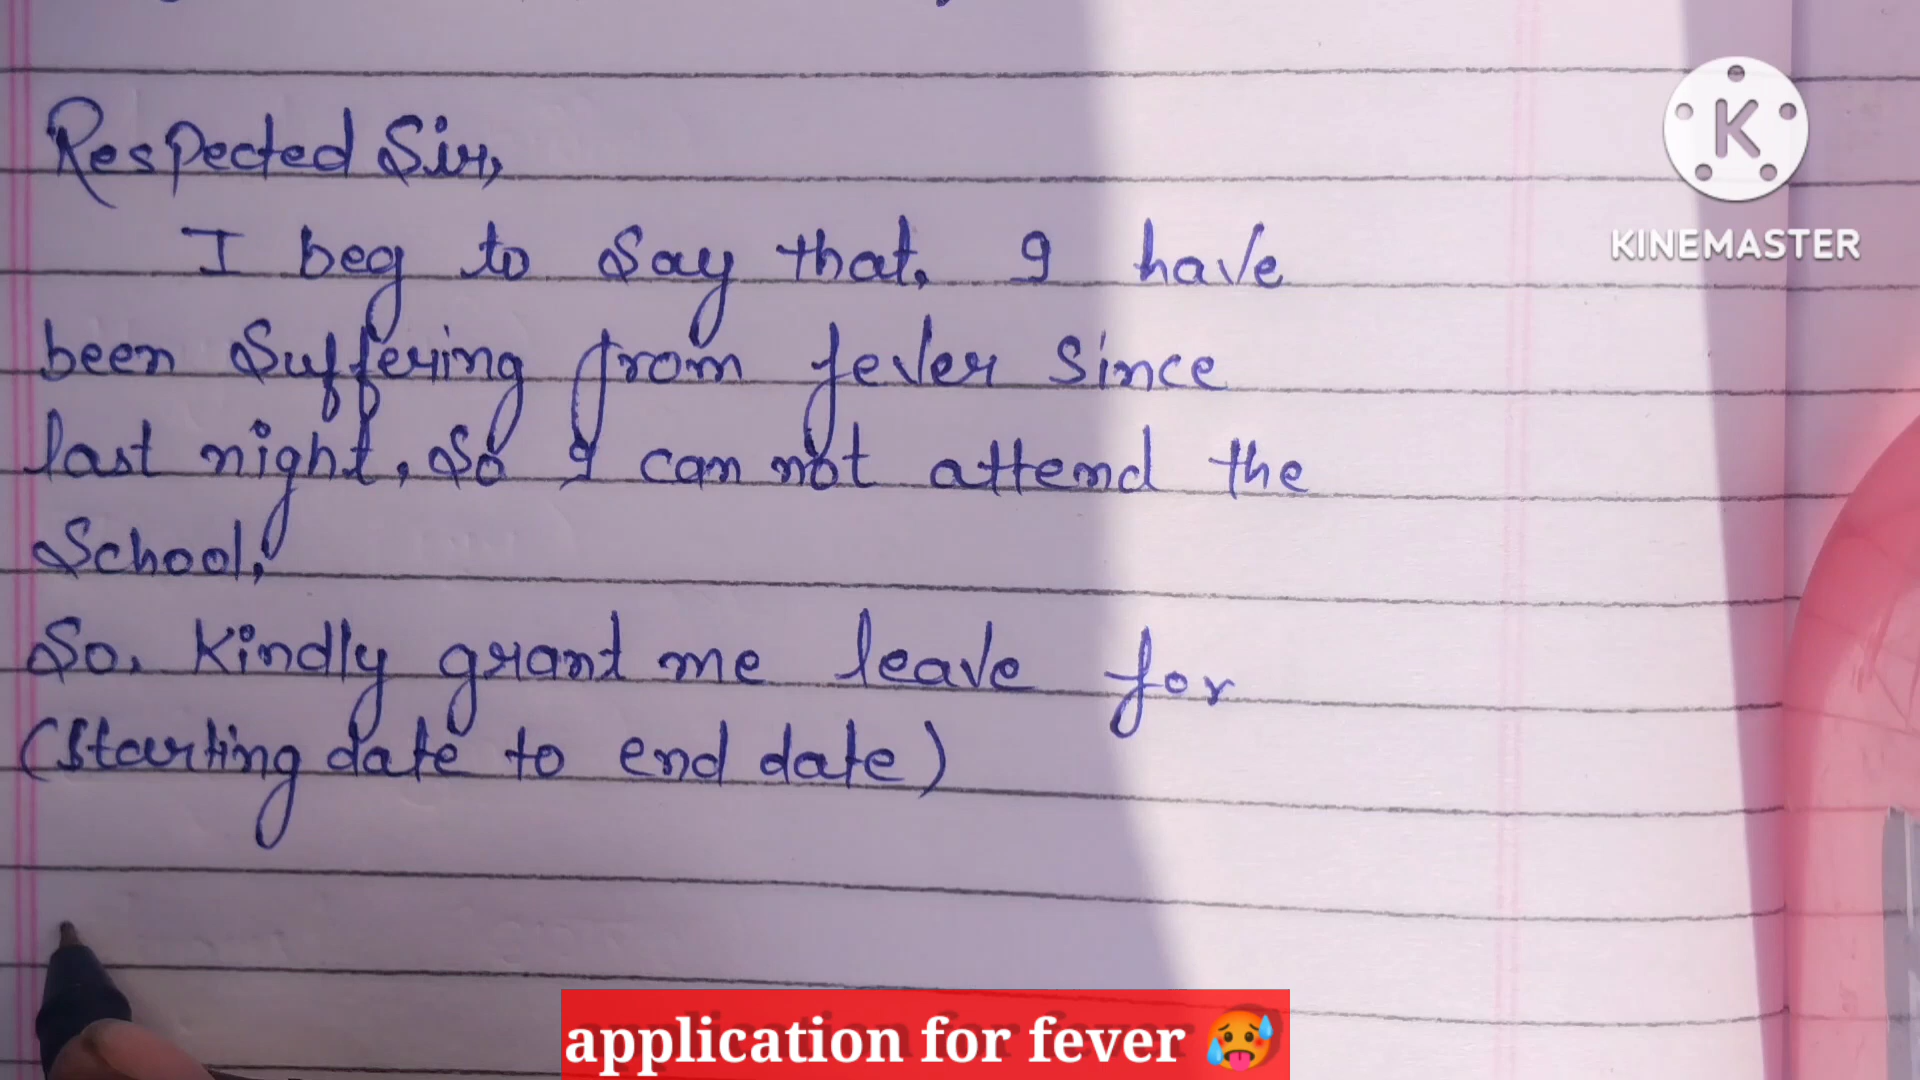 Respected Sir,
I beg to say that, I have
been suffering from fever since
last night, so I can not attend the
School,
So, kindly grant me leave for
(starting date to end date)
K
KINEMASTER
application for fever 🥵